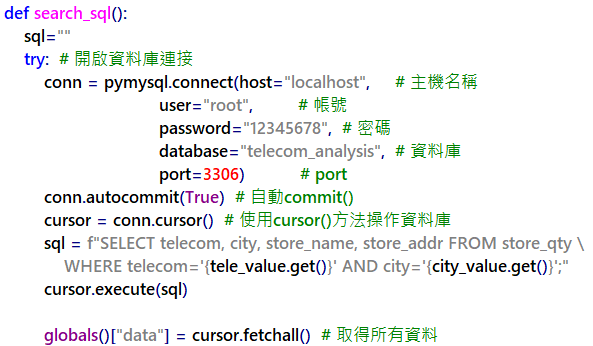 def search_sql():
    sql=""
    try:  # 開啟資料庫連接
        conn = pymysql.connect(host="localhost",     # 主機名稱
                               user="root",         # 帳號
                               password="12345678",  # 密碼
                               database="telecom_analysis",  # 資料庫
                               port=3306)           # port
        conn.autocommit(True)  # 自動commit()
        cursor = conn.cursor()  # 使用cursor()方法操作資料庫
        sql = f"SELECT telecom, city, store_name, store_addr FROM store_qty \
            WHERE telecom='{tele_value.get()}' AND city='{city_value.get()}';"
        cursor.execute(sql)
        globals()["data"] = cursor.fetchall()  # 取得所有資料